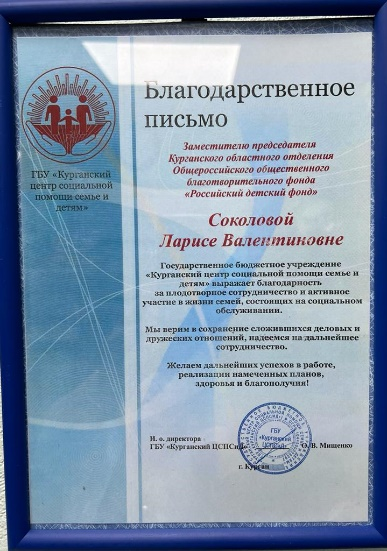 Благодарственное
письмо
ГБУ «Курганский
центр социальной
помощи семье и
детям»
Заместителю председателя
Курганского областного отделения
Общероссийского общественного
благотворительного фонда
«Российский детский фонд»
Соколовой
Ларисе Валентиновне
Государственное бюджетное учреждение
«Курганский центр социальной помощи семье и
детям» выражает благодарность
за плодотворное сотрудничество и активное
участие в жизни семей, состоящих на социальном
обслуживании.
Мы верим в сохранение сложившихся деловых и
дружеских отношений, надеемся на дальнейшее
сотрудничество.
Желаем дальнейших успехов в работе,
реализации намеченных планов,
здоровья и благополучия!
И. о. директора
ГБУ «Курганский ЦСПСиД» О. В. Мищенко
ГБУ
«Курганский
ЦСПСиД»
г. Курган